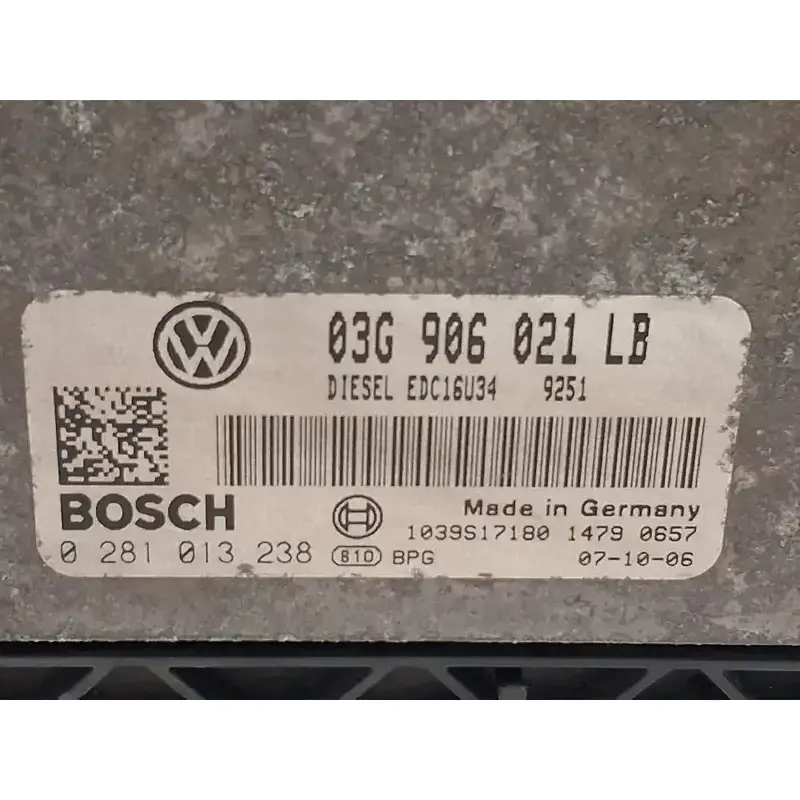 03G 906 021 LB
DIESEL EDC16U34 9251
BOSCH
Made in Germany
1039S17180 1479 0657
0 281 013 238 810 BPG 07-10-06